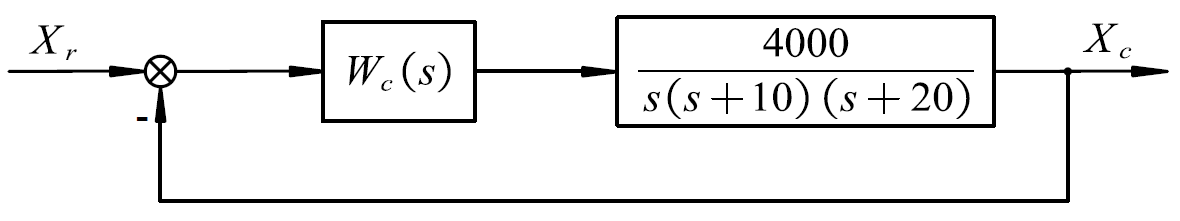 X_r
W_c(s)
4000
s(s+10)(s+20)
X_c
-